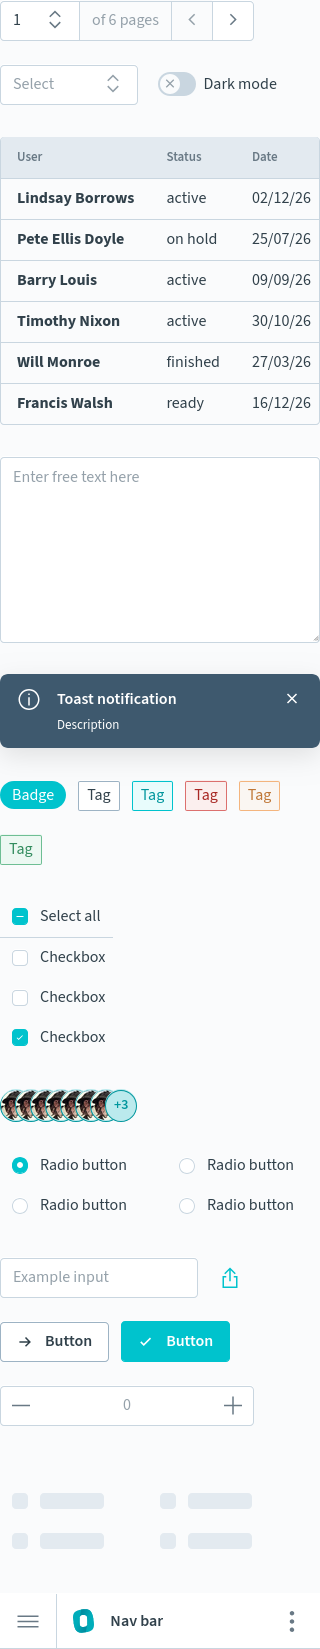 1 of 6 pages
Select Dark mode
User Status Date
Lindsay Borrows active 02/12/26
Pete Ellis Doyle on hold 25/07/26
Barry Louis active 09/09/26
Timothy Nixon active 30/10/26
Will Monroe finished 27/03/26
Francis Walsh ready 16/12/26
Enter free text here
Toast notification
Description
Badge Tag Tag Tag Tag
Tag
Select all
Checkbox
Checkbox
Checkbox
+3
Radio button Radio button
Radio button Radio button
Example input
Button Button
0
Nav bar